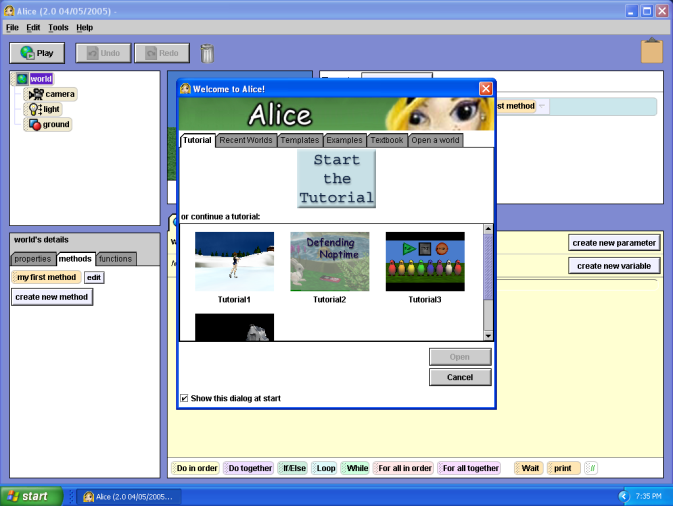 Alice (2.0 04/05/2005) -
File Edit Tools Help
Play Undo Redo
world
camera
light
ground
st method
Welcome to Alice!
Alice
Tutorial Recent Worlds Templates Examples Textbook Open a world
Start
the
Tutorial
or continue a tutorial:
Defending
Naptime
Tutorial1 Tutorial2 Tutorial3
Open
Cancel
Show this dialog at start
world's details
properties methods functions
my first method edit
create new method
create new parameter
create new variable
Do in order Do together If/Else Loop While For all in order For all together Wait print //
start Alice (2.0 04/05/2005... 7:35 PM